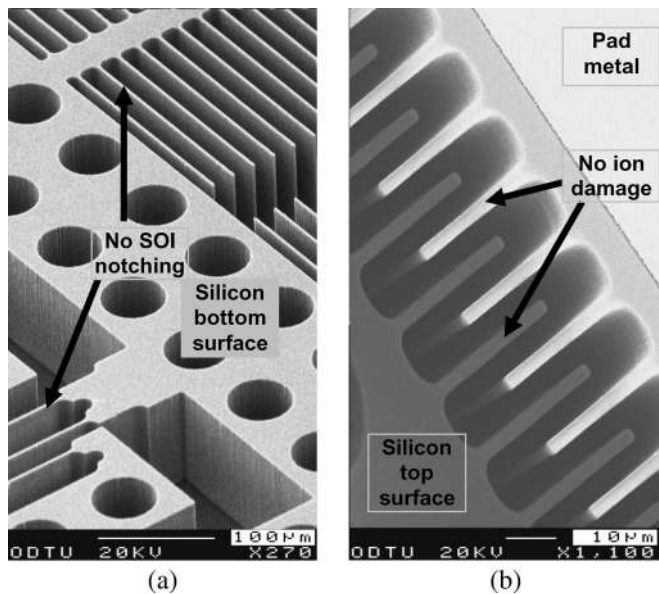 No SOI
notching
Silicon
bottom
surface
100μm
ODTU 20KV X270
(a)
Pad
metal
No ion
damage
Silicon
top
surface
10μm
ODTU 20KV X1,100
(b)